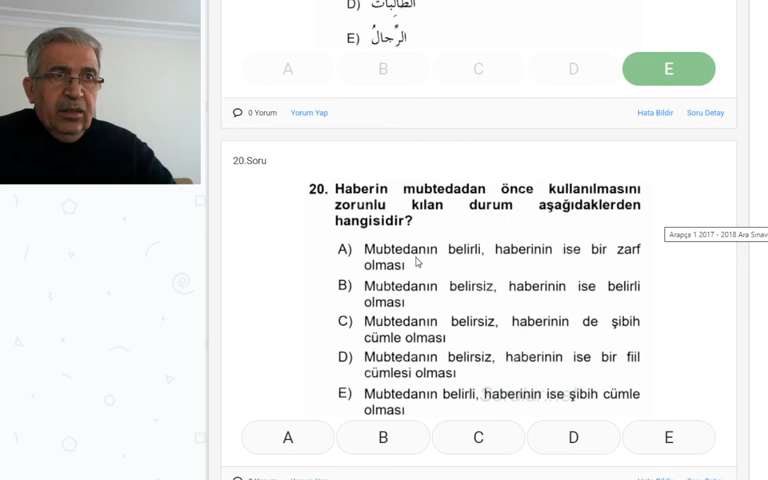 D) الطالِبات
E) الرِّجالُ
A B C D E
0 Yorum Yorum Yap Hata Bildir Soru Detay
20.Soru
20. Haberin mubtedadan önce kullanılmasını
zorunlu kılan durum aşağıdaklerden
hangisidir?
A) Mubtedanın belirli, haberinin ise bir zarf
olması
B) Mubtedanın belirsiz, haberinin ise belirli
olması
C) Mubtedanın belirsiz, haberinin de şibih
cümle olması
D) Mubtedanın belirsiz, haberinin ise bir fiil
cümlesi olması
E) Mubtedanın belirli, haberinin ise şibih cümle
olması
A B C D E
Arapça 1 2017 - 2018 Ara Sınav